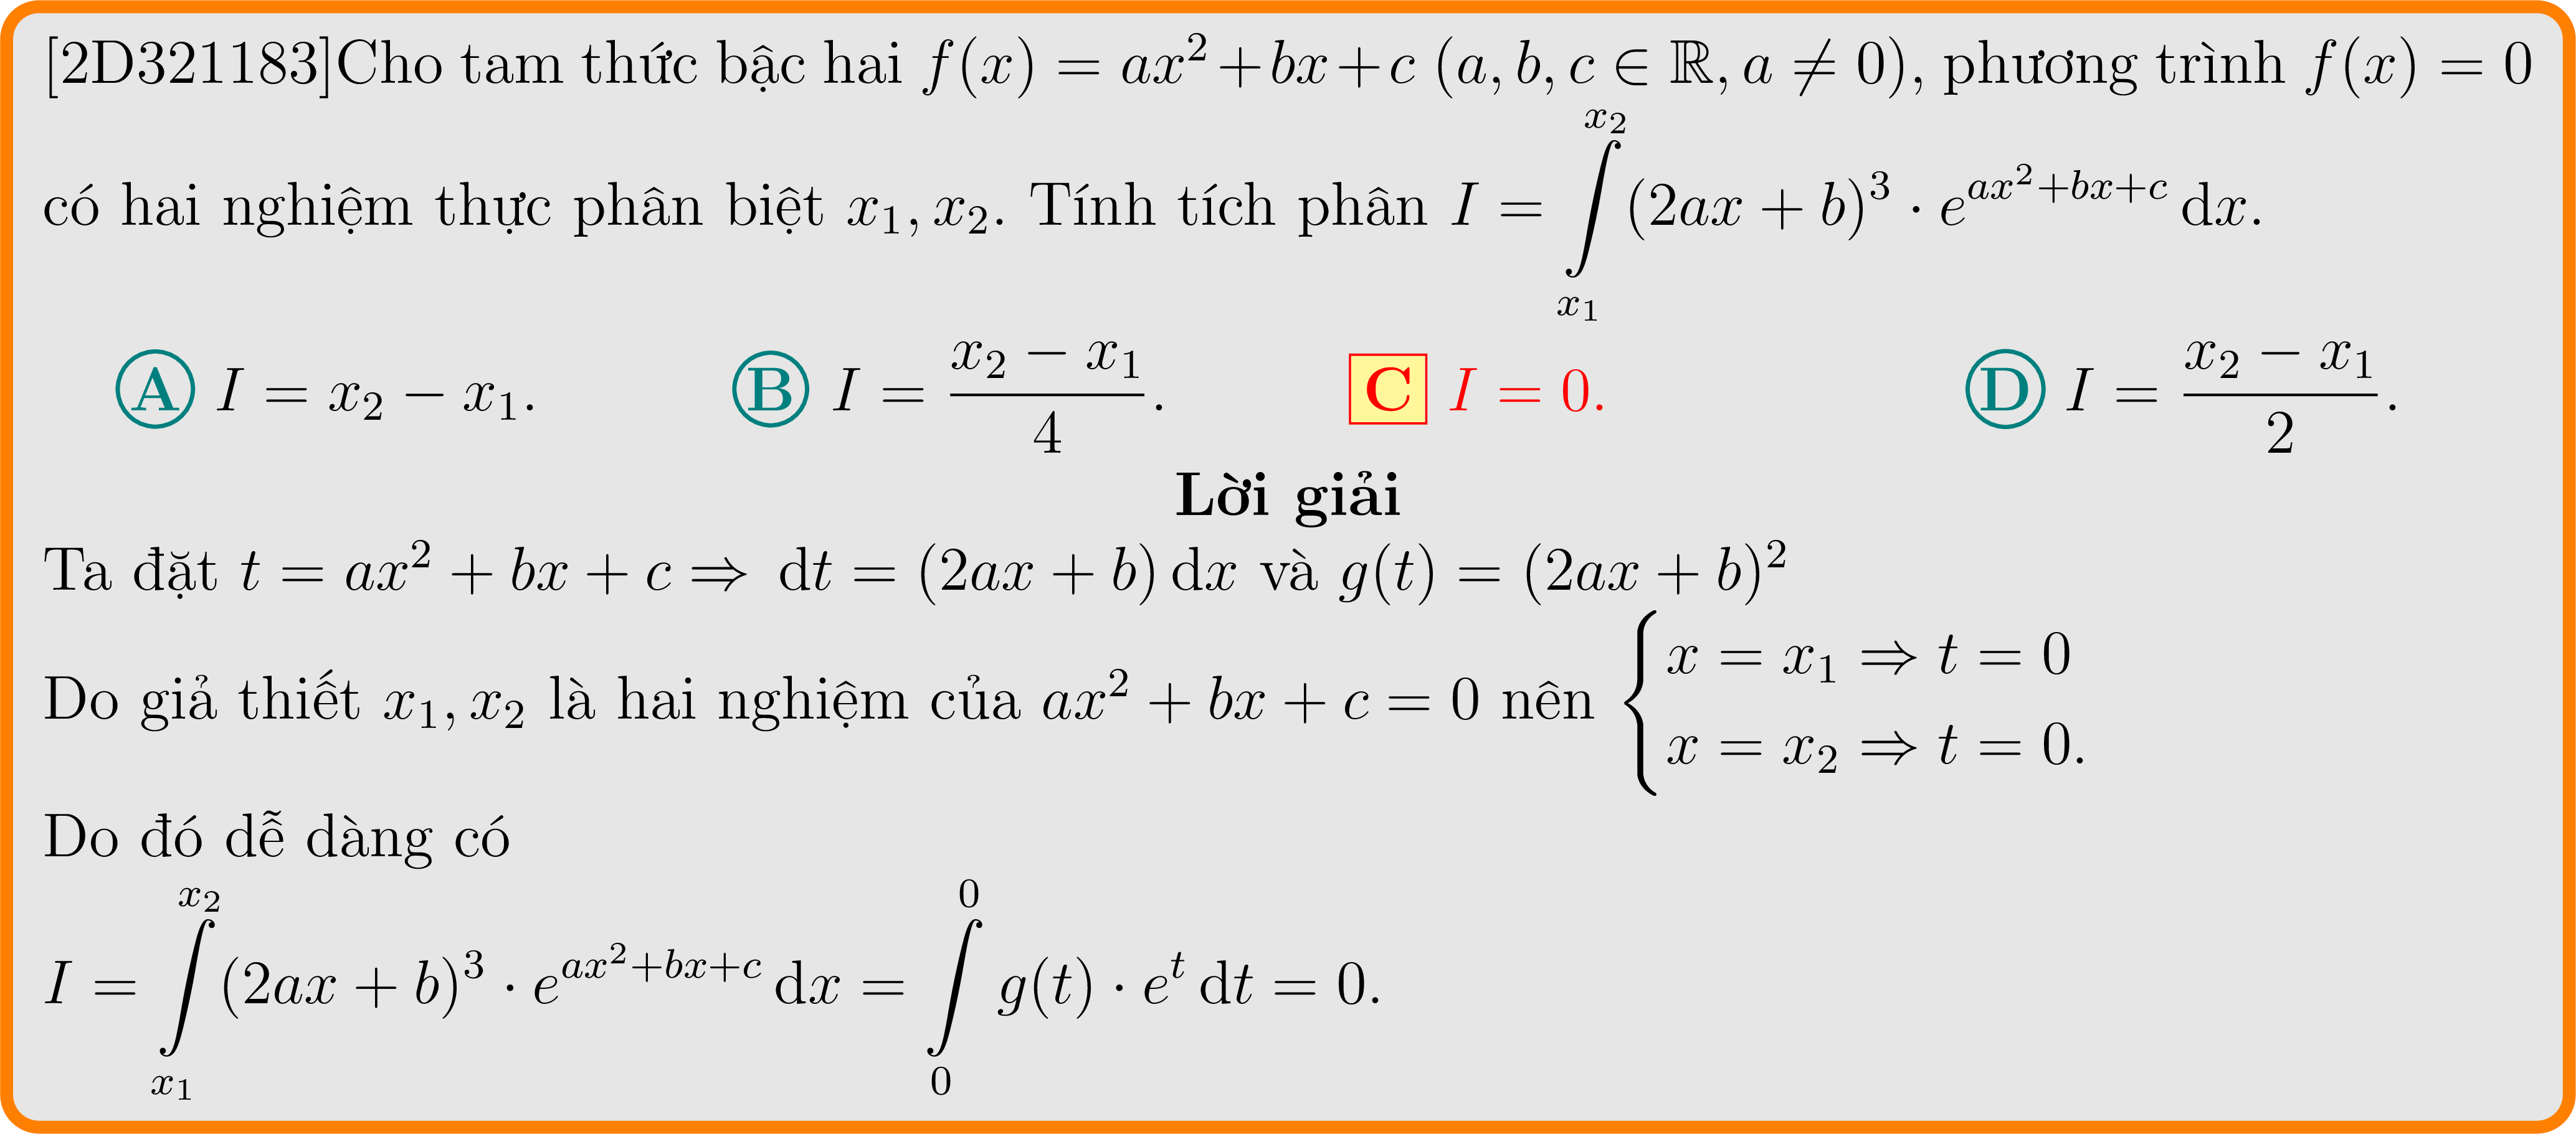 [2D321183]Cho tam thức bậc hai $f(x) = ax^2+bx+c$ $(a, b, c \in \mathbb{R}, a \neq 0)$, phương trình $f(x) = 0$
có hai nghiệm thực phân biệt $x_1, x_2$. Tính tích phân $I = \int\limits_{x_1}^{x_2} (2ax + b)^3 \cdot e^{ax^2+bx+c} \, \mathrm{d}x$.
Ⓐ $I = x_2 - x_1$. Ⓑ $I = \frac{x_2 - x_1}{4}$. C $I = 0$. Ⓓ $I = \frac{x_2 - x_1}{2}$.
Lời giải
Ta đặt $t = ax^2 + bx + c \Rightarrow \mathrm{d}t = (2ax + b) \, \mathrm{d}x$ và $g(t) = (2ax + b)^2$
Do giả thiết $x_1, x_2$ là hai nghiệm của $ax^2 + bx + c = 0$ nên $\begin{cases} x = x_1 \Rightarrow t = 0 \\ x = x_2 \Rightarrow t = 0. \end{cases}$
Do đó dễ dàng có
$I = \int\limits_{x_1}^{x_2} (2ax + b)^3 \cdot e^{ax^2+bx+c} \, \mathrm{d}x = \int\limits_{0}^{0} g(t) \cdot e^t \, \mathrm{d}t = 0.$